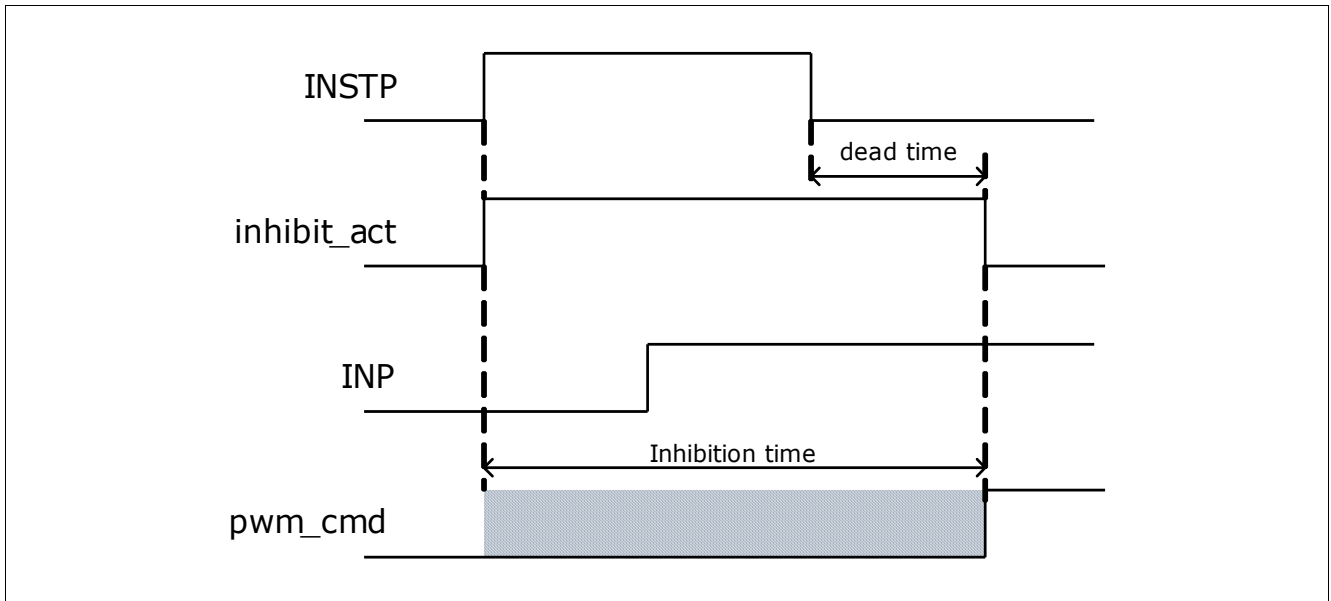 INSTP
dead time
inhibit_act
INP
Inhibition time
pwm_cmd